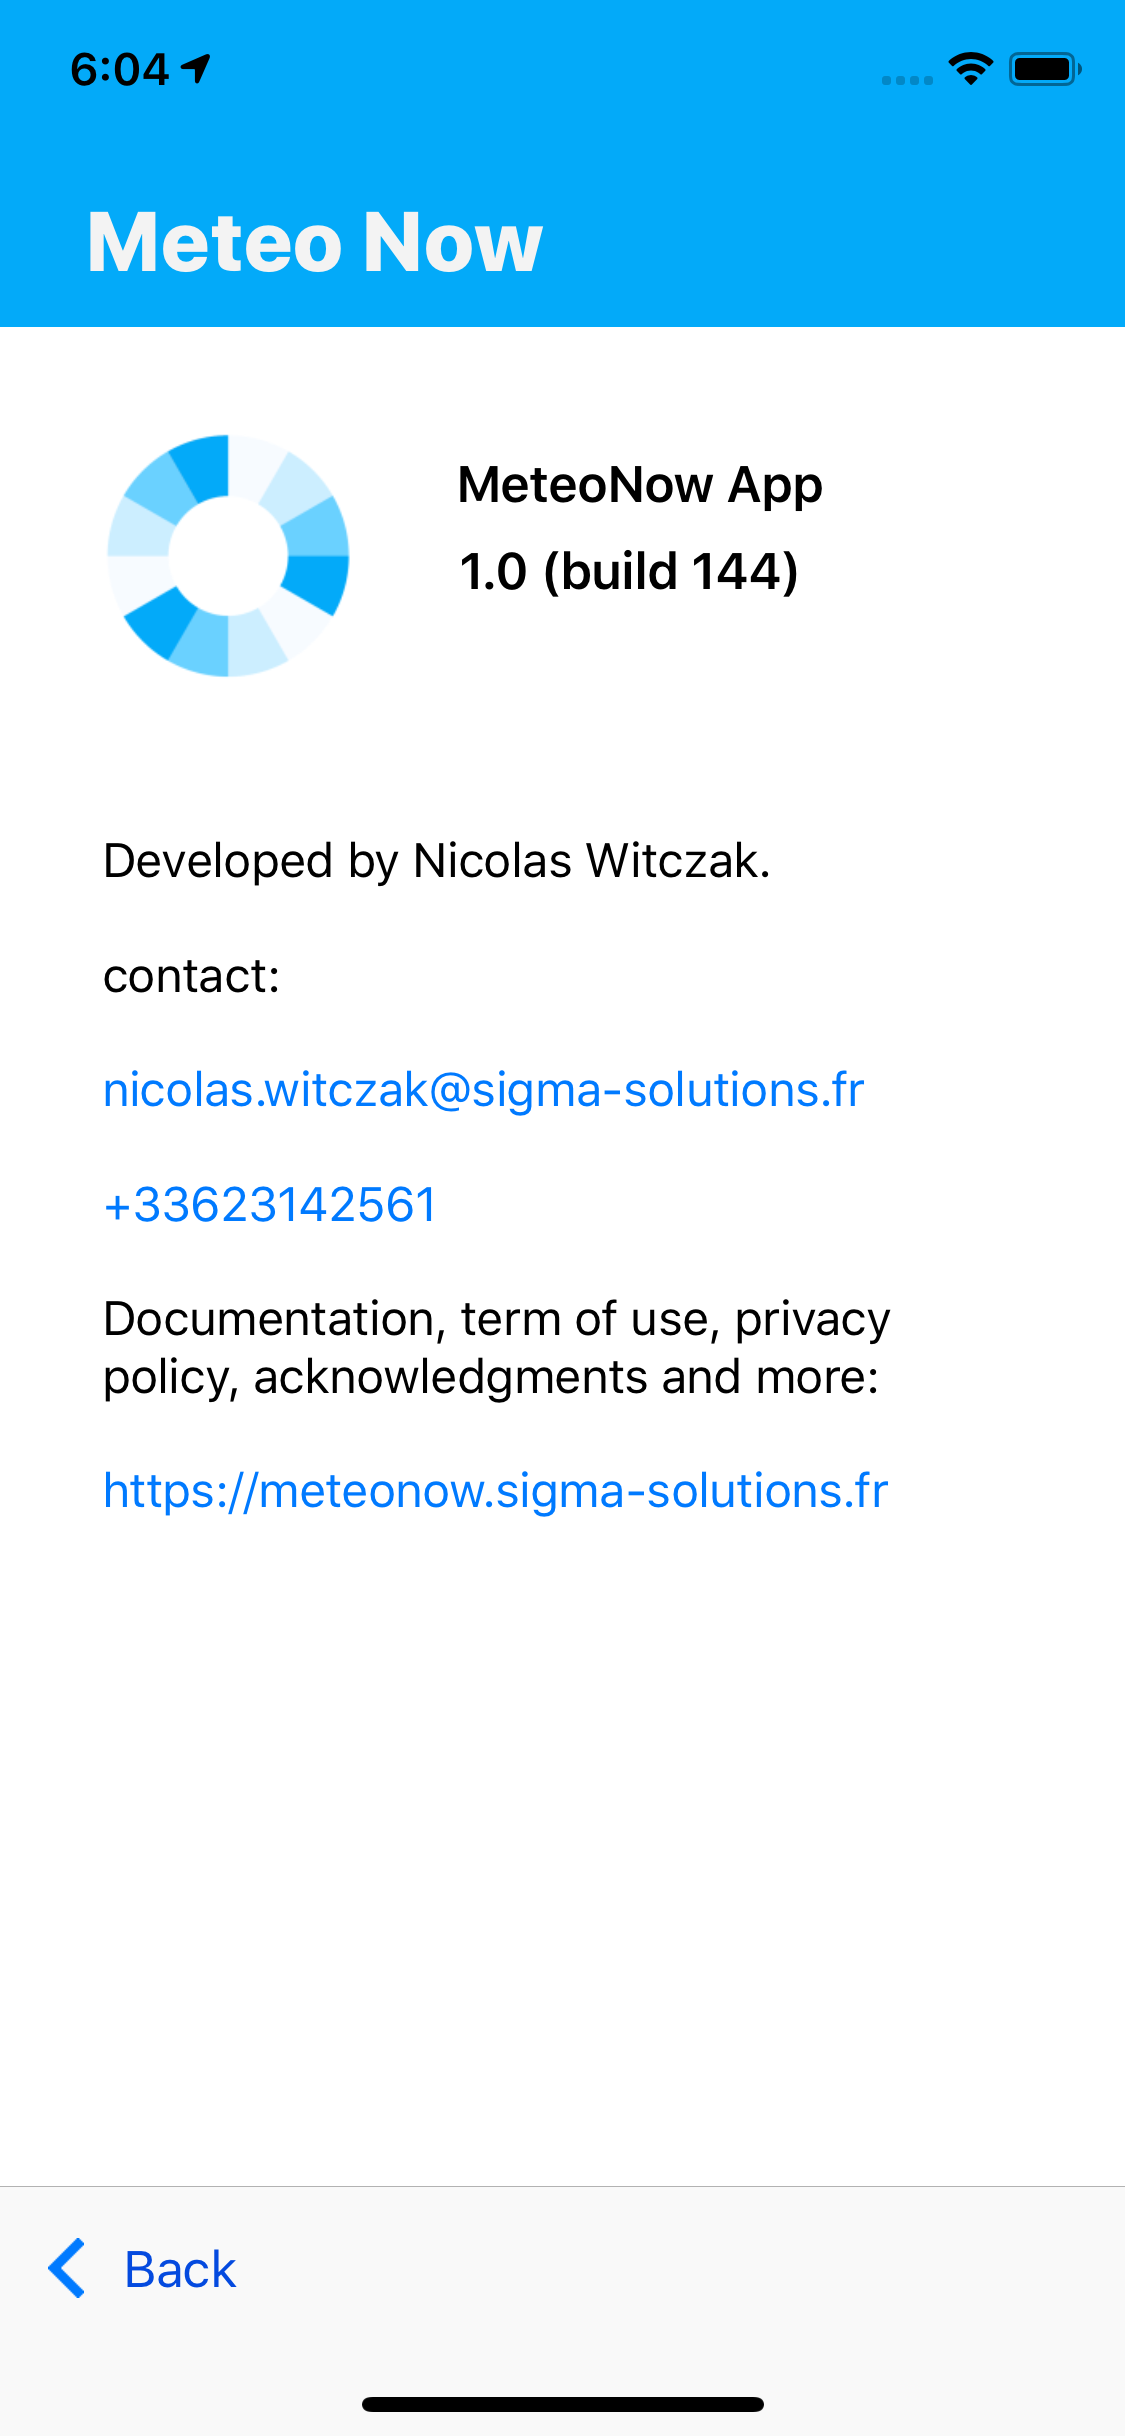 6:04
Meteo Now
MeteoNow App
1.0 (build 144)
Developed by Nicolas Witczak.
contact:
nicolas.witczak@sigma-solutions.fr
+33623142561
Documentation, term of use, privacy
policy, acknowledgments and more:
https://meteonow.sigma-solutions.fr
Back